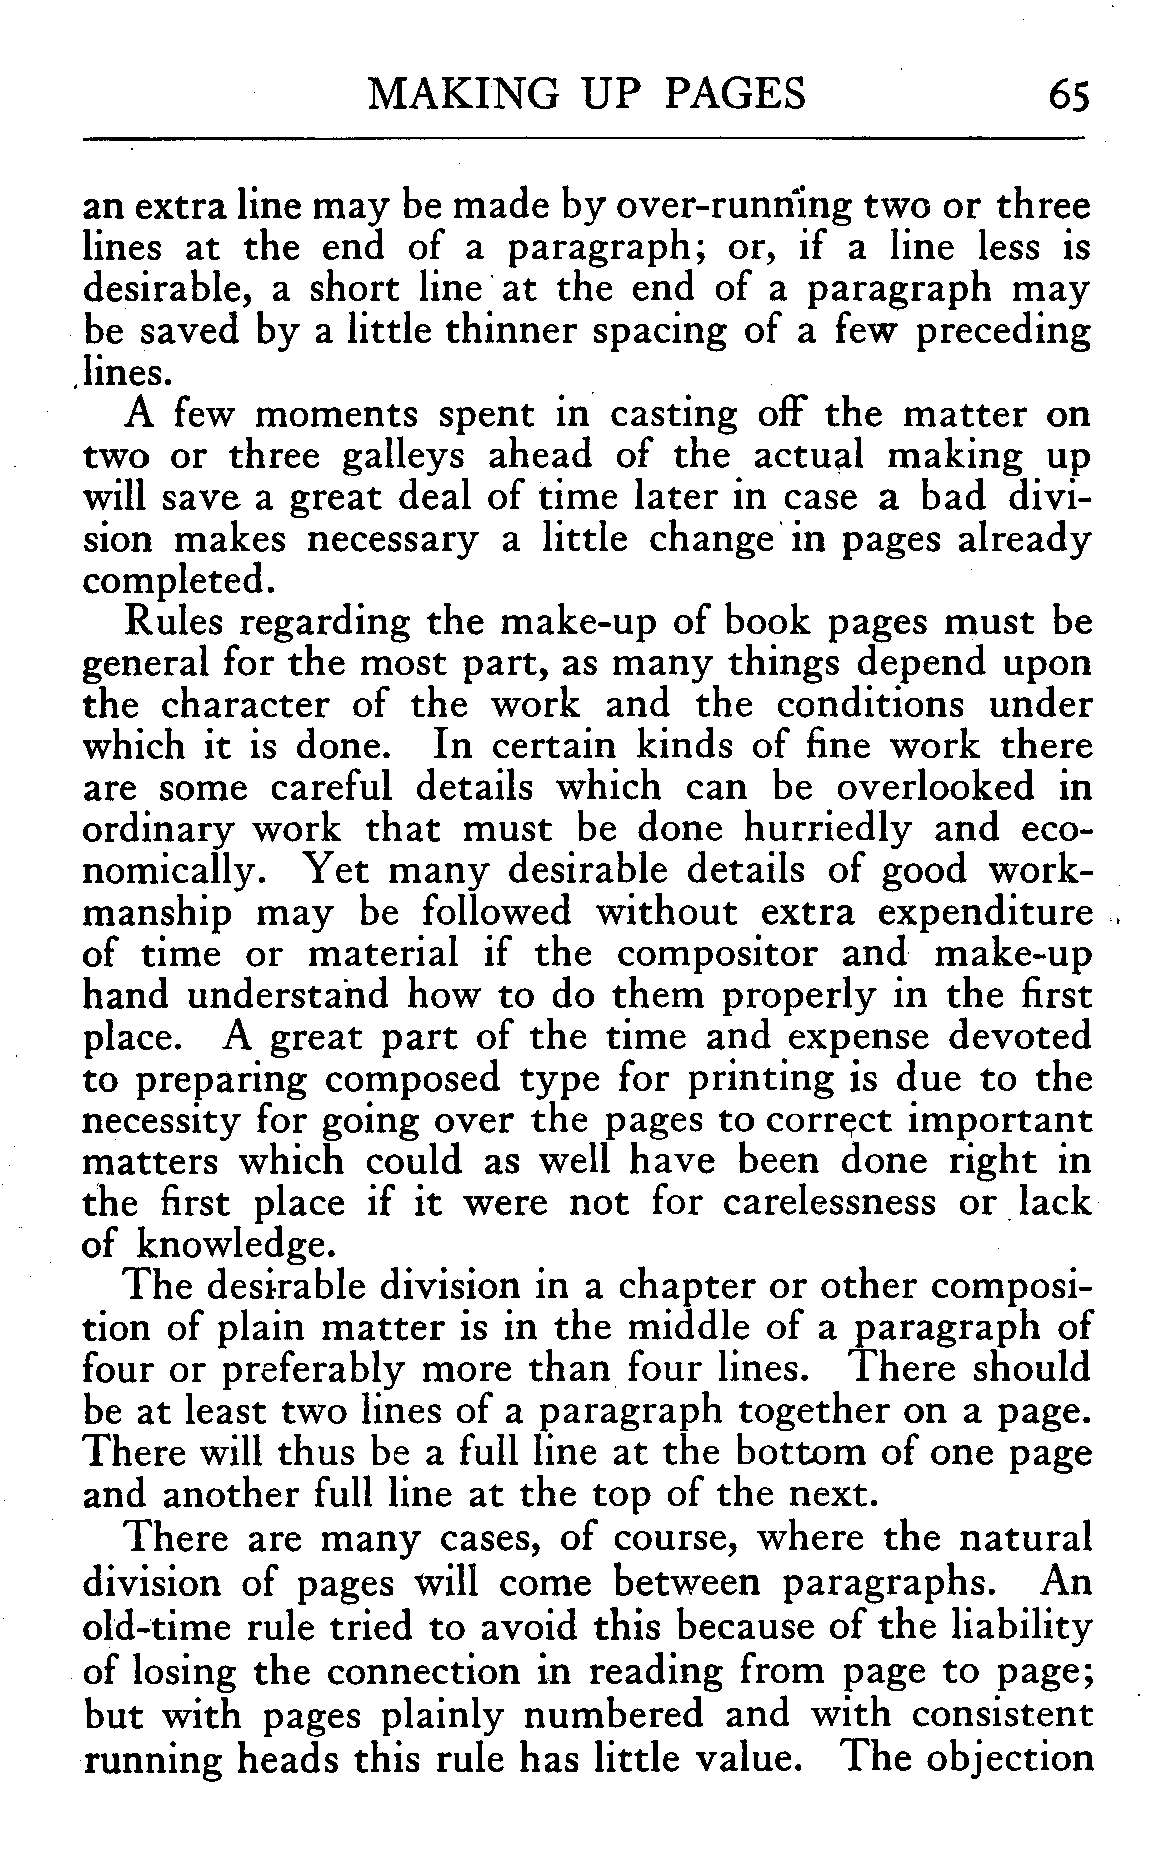 MAKING UP PAGES 65
an extra line may be made by over-running two or three
lines at the end of a paragraph; or, if a line less is
desirable, a short line at the end of a paragraph may
be saved by a little thinner spacing of a few preceding
lines.
A few moments spent in casting off the matter on
two or three galleys ahead of the actual making up
will save a great deal of time later in case a bad divi-
sion makes necessary a little change in pages already
completed.
Rules regarding the make-up of book pages must be
general for the most part, as many things depend upon
the character of the work and the conditions under
which it is done. In certain kinds of fine work there
are some careful details which can be overlooked in
ordinary work that must be done hurriedly and eco-
nomically. Yet many desirable details of good work-
manship may be followed without extra expenditure
of time or material if the compositor and make-up
hand understand how to do them properly in the first
place. A great part of the time and expense devoted
to preparing composed type for printing is due to the
necessity for going over the pages to correct important
matters which could as well have been done right in
the first place if it were not for carelessness or lack
of knowledge.
The desirable division in a chapter or other composi-
tion of plain matter is in the middle of a paragraph of
four or preferably more than four lines. There should
be at least two lines of a paragraph together on a page.
There will thus be a full line at the bottom of one page
and another full line at the top of the next.
There are many cases, of course, where the natural
division of pages will come between paragraphs. An
old-time rule tried to avoid this because of the liability
of losing the connection in reading from page to page;
but with pages plainly numbered and with consistent
running heads this rule has little value. The objection